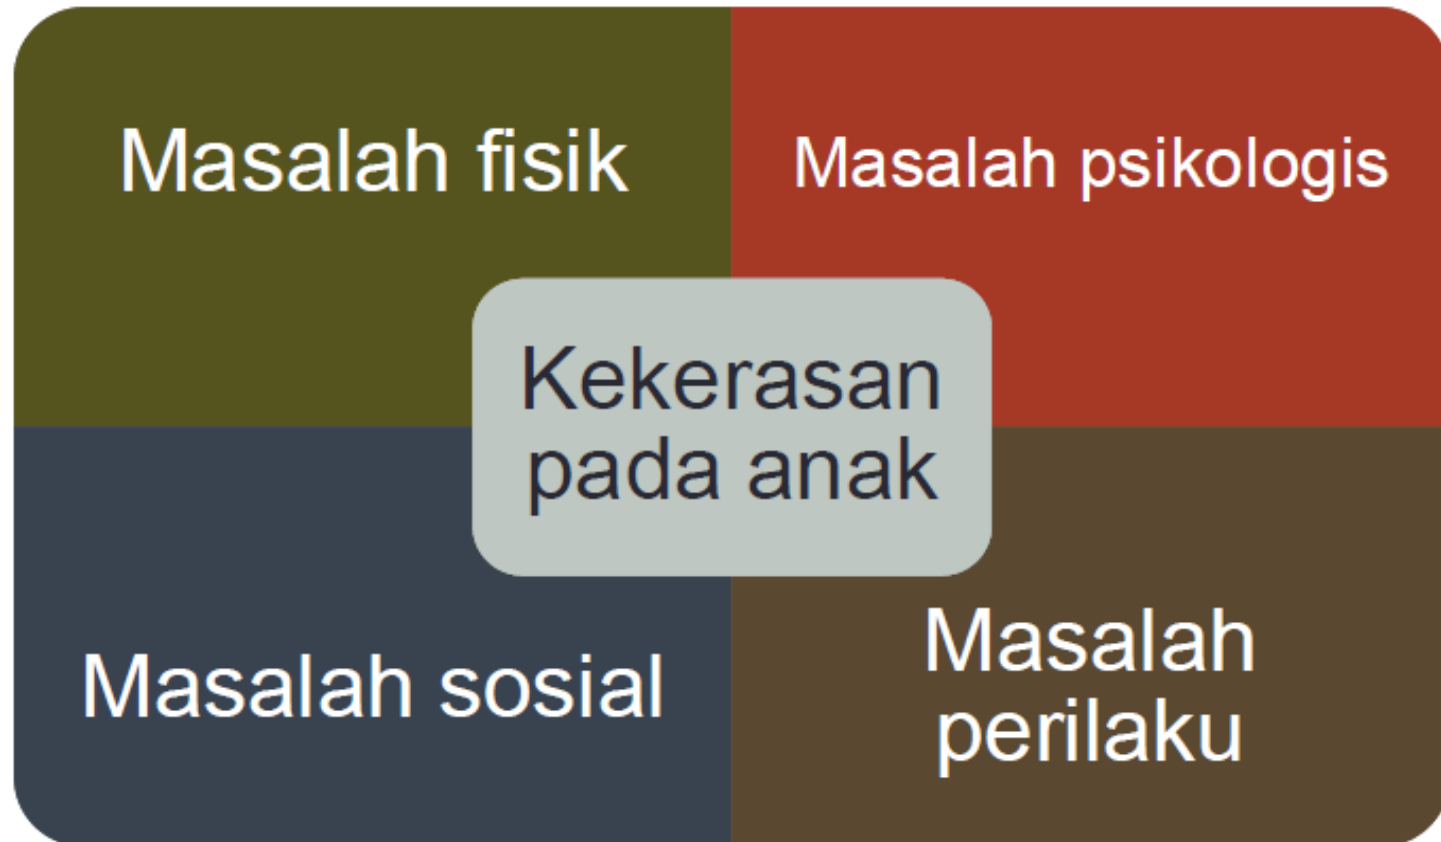 Masalah fisik
Masalah psikologis
Kekerasan
pada anak
Masalah sosial
Masalah
perilaku